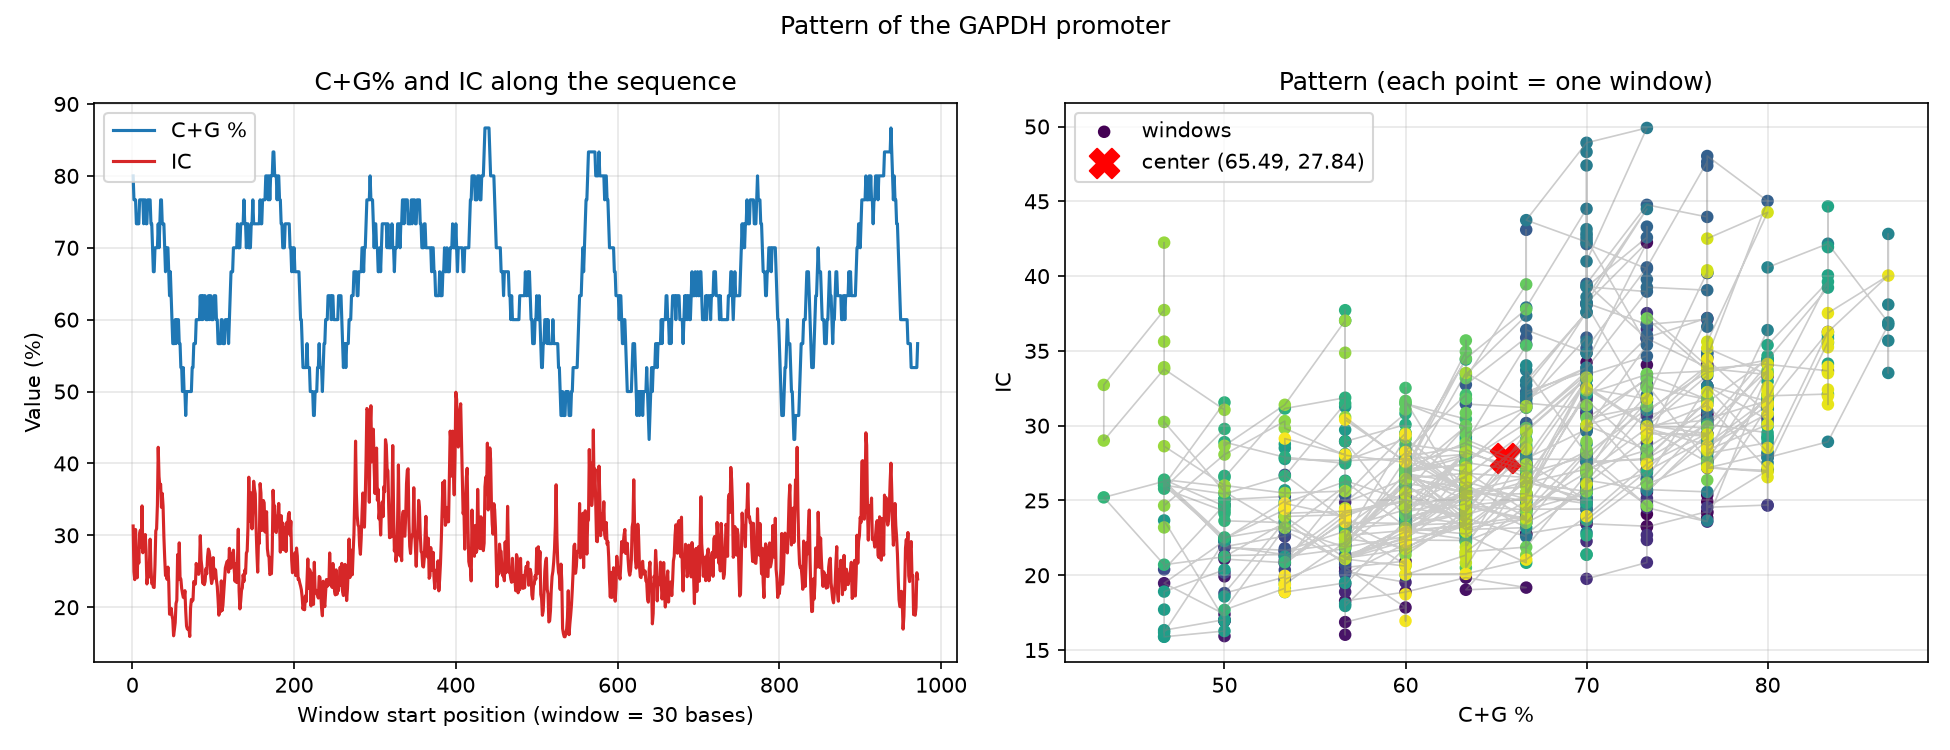 Pattern of the GAPDH promoter
C+G% and IC along the sequence
90
80
70
60
50
40
30
20
Value (%)
C+G %
IC
0 200 400 600 800 1000
Window start position (window = 30 bases)
Pattern (each point = one window)
50
45
40
35
30
25
20
15
IC
windows
center (65.49, 27.84)
50 60 70 80
C+G %